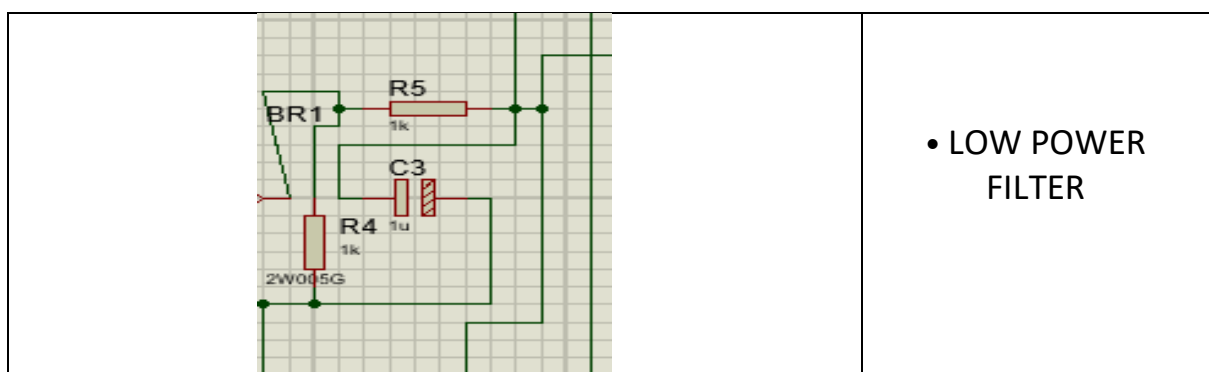 R5
BR1
1k
C3
R4
1u
1k
2W005G
• LOW POWER
FILTER